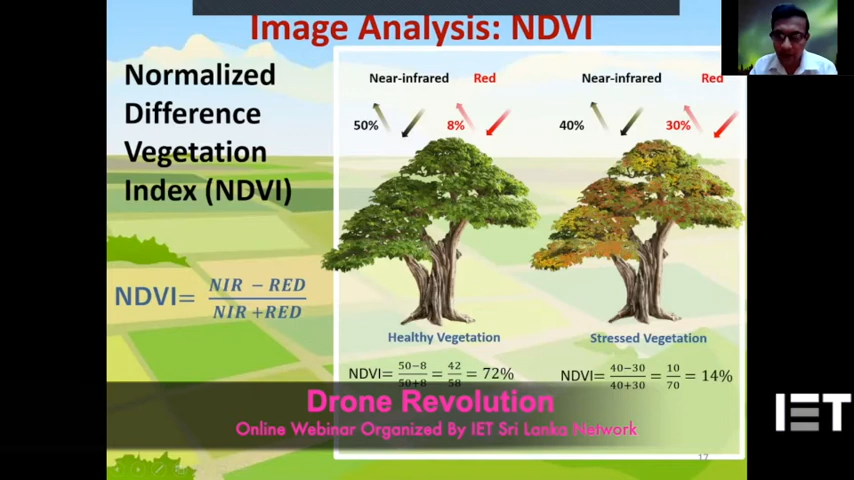 Image Analysis: NDVI
Normalized
Difference
Vegetation
Index (NDVI)
NDVI= NIR - RED / NIR + RED
Near-infrared Red
50% 8%
Healthy Vegetation
NDVI= 50-8 / 50+8 = 42 / 58 = 72%
Near-infrared Red
40% 30%
Stressed Vegetation
NDVI= 40-30 / 40+30 = 10 / 70 = 14%
Drone Revolution
Online Webinar Organized By IET Sri Lanka Network
17
IET